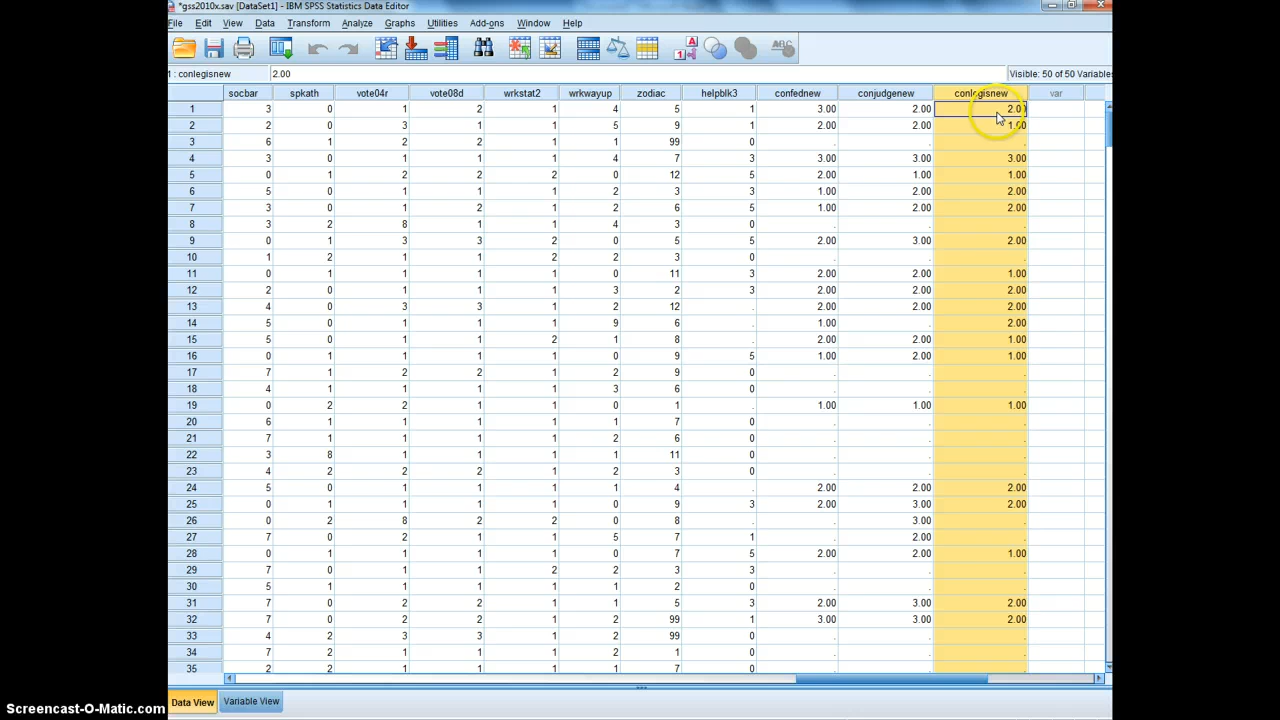 *gss2010x.sav [DataSet1] - IBM SPSS Statistics Data Editor
File Edit View Data Transform Analyze Graphs Utilities Add-ons Window Help
1 : conlegisnew 2.00 Visible: 50 of 50 Variables
socbar spkath vote04r vote08d wrkstat2 wrkwayup zodiac helpblk3 confednew conjudgenew conlegisnew var
1 3 0 1 2 1 4 5 1 3.00 2.00 2.00
2 2 0 3 1 1 5 9 1 2.00 2.00 1.00
3 6 1 2 2 1 1 99 0 . . .
4 3 0 1 1 1 4 7 3 3.00 3.00 3.00
5 0 1 2 2 2 0 12 5 2.00 1.00 1.00
6 5 0 1 1 1 2 3 3 1.00 2.00 2.00
7 3 0 1 2 1 2 6 5 1.00 2.00 2.00
8 3 2 8 1 1 4 3 0 . . .
9 0 1 3 3 2 0 5 5 2.00 3.00 2.00
10 1 2 1 1 2 2 3 0 . . .
11 0 1 1 1 1 0 11 3 2.00 2.00 1.00
12 2 0 1 1 1 3 2 3 2.00 2.00 2.00
13 4 0 3 3 1 2 12 . 2.00 2.00 2.00
14 5 0 1 1 1 9 6 . 1.00 . 2.00
15 5 0 1 1 2 1 8 . 2.00 2.00 1.00
16 0 1 1 1 1 0 9 5 1.00 2.00 1.00
17 7 1 2 2 1 2 9 0 . . .
18 4 1 1 1 1 3 6 0 . . .
19 0 2 2 1 1 0 1 . 1.00 1.00 1.00
20 6 1 1 1 1 1 7 0 . . .
21 7 1 1 1 1 2 6 0 . . .
22 3 8 1 1 1 1 11 0 . . .
23 4 2 2 2 1 2 3 0 . . .
24 5 0 1 1 1 1 4 . 2.00 2.00 2.00
25 0 1 1 1 1 0 9 3 2.00 3.00 2.00
26 0 2 8 2 2 0 8 . . 3.00 .
27 7 0 2 1 1 5 7 1 . 2.00 .
28 0 1 1 1 1 0 7 5 2.00 2.00 1.00
29 7 0 1 1 2 2 3 3 . . .
30 5 1 1 1 1 1 2 0 . . .
31 7 0 2 2 1 1 5 3 2.00 3.00 2.00
32 7 0 2 2 1 2 99 1 3.00 3.00 2.00
33 4 2 3 3 1 2 99 0 . . .
34 7 2 1 1 1 2 1 0 . . .
35 2 2 1 1 1 1 7 0 . . .
Data View Variable View
Screencast-O-Matic.com